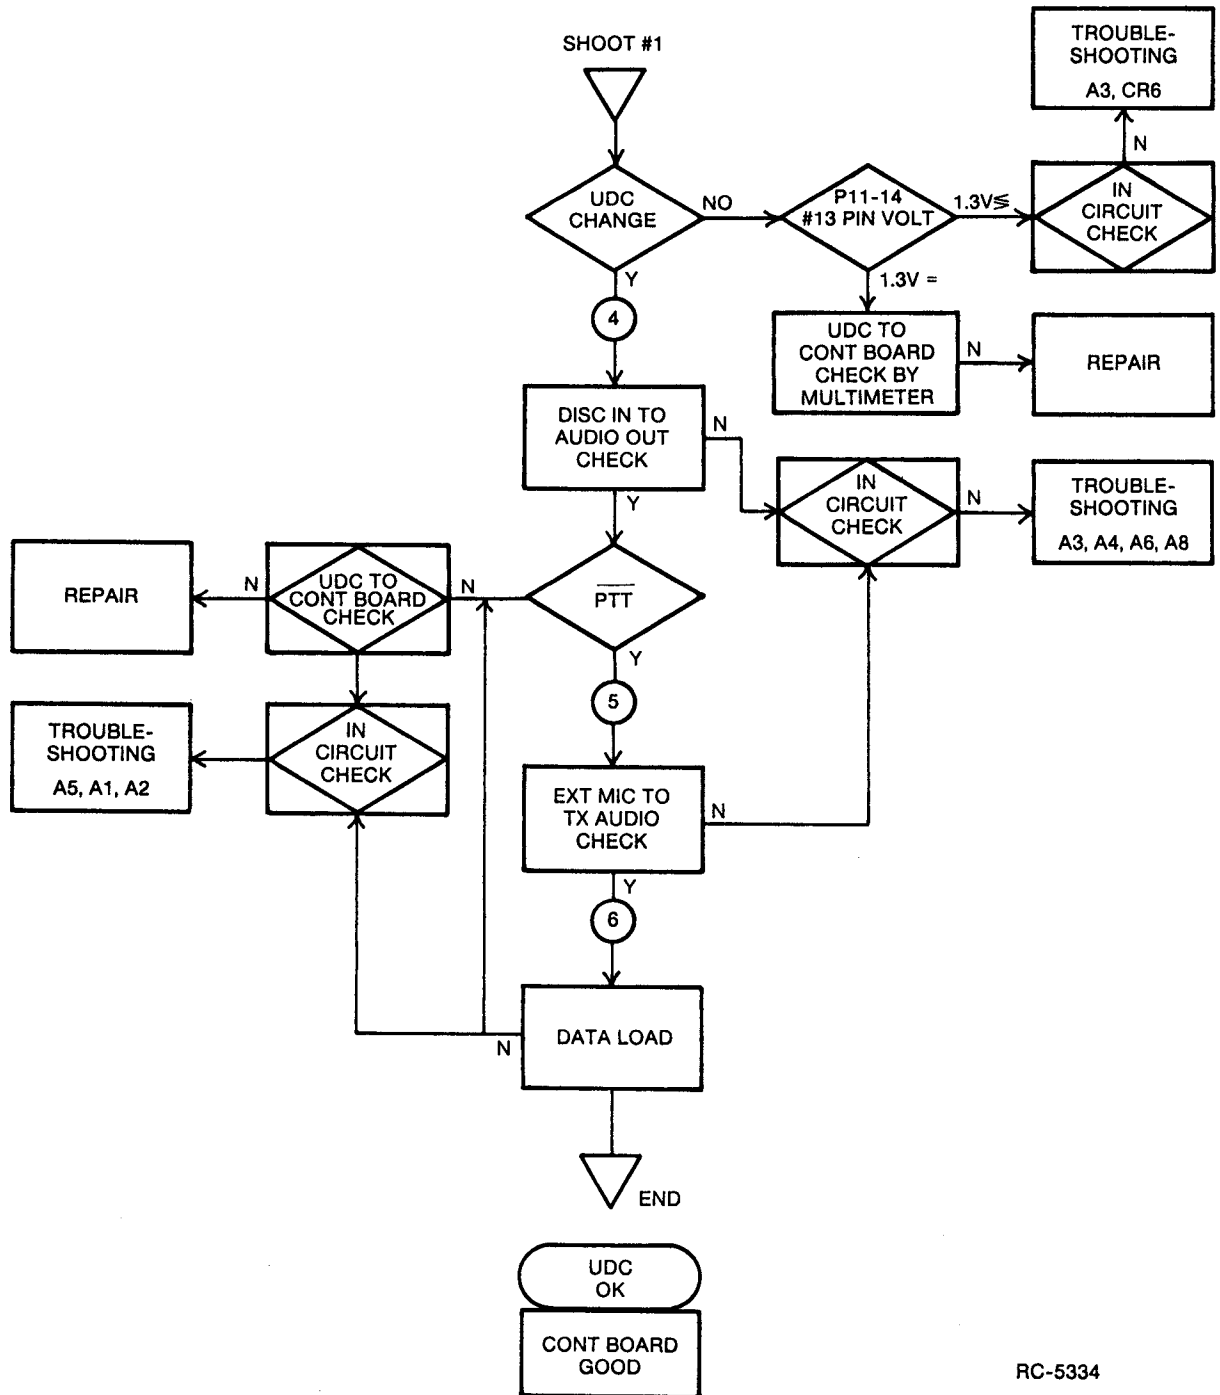 SHOOT #1
TROUBLE-
SHOOTING
A3, CR6
N
UDC
CHANGE
NO
P11-14
#13 PIN VOLT
1.3V≶
IN
CIRCUIT
CHECK
Y
1.3V =
4
UDC TO
CONT BOARD
CHECK BY
MULTIMETER
N
REPAIR
DISC IN TO
AUDIO OUT
CHECK
N
Y
IN
CIRCUIT
CHECK
N
TROUBLE-
SHOOTING
A3, A4, A6, A8
REPAIR
N
UDC TO
CONT BOARD
CHECK
N
PTT
Y
5
TROUBLE-
SHOOTING
A5, A1, A2
IN
CIRCUIT
CHECK
EXT MIC TO
TX AUDIO
CHECK
N
Y
6
DATA LOAD
N
END
UDC
OK
CONT BOARD
GOOD
RC-5334